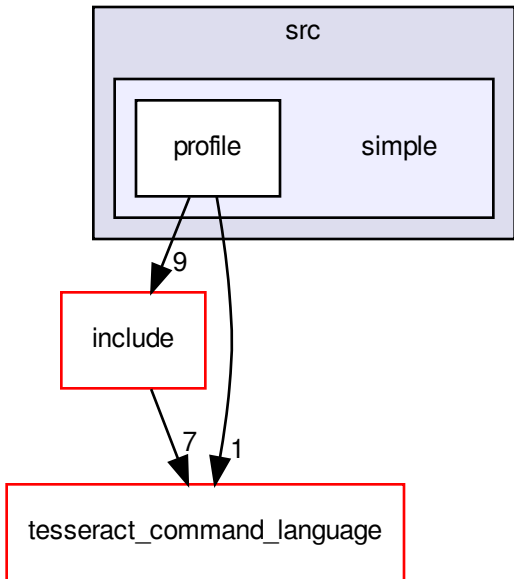 src
profile
simple
9
include
7
1
tesseract_command_language